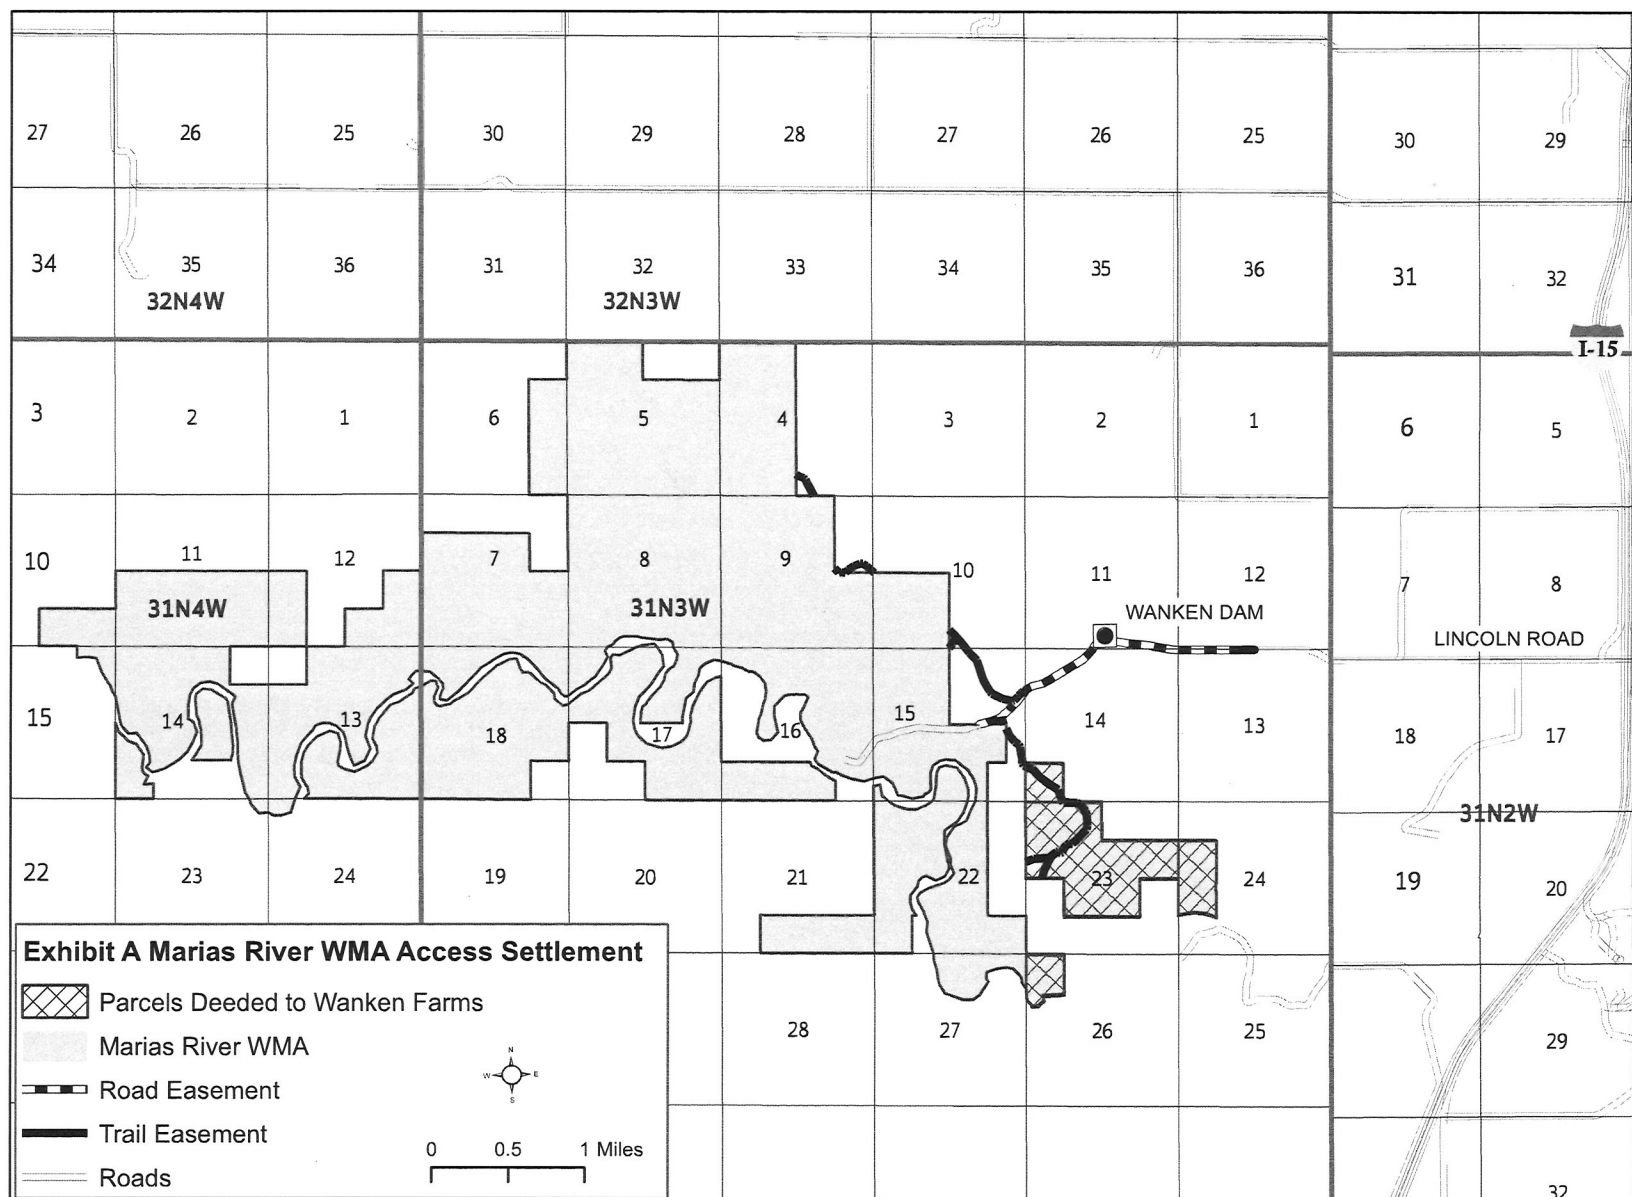 27 26 25 30 29 28 27 26 25 30 29
34 35 36 31 32 33 34 35 36 31 32
32N4W 32N3W
I-15
3 2 1 6 5 4 3 2 1 6 5
10 11 12 7 8 9 10 11 12 7 8
31N4W 31N3W
WANKEN DAM
LINCOLN ROAD
15 14 13 18 17 16 15 14 13 18 17
31N2W
22 23 24 19 20 21 22 23 24 19 20
28 27 26 25 29
32
Exhibit A Marias River WMA Access Settlement
Parcels Deeded to Wanken Farms
Marias River WMA
Road Easement
Trail Easement
Roads
N
W E
S
0 0.5 1 Miles